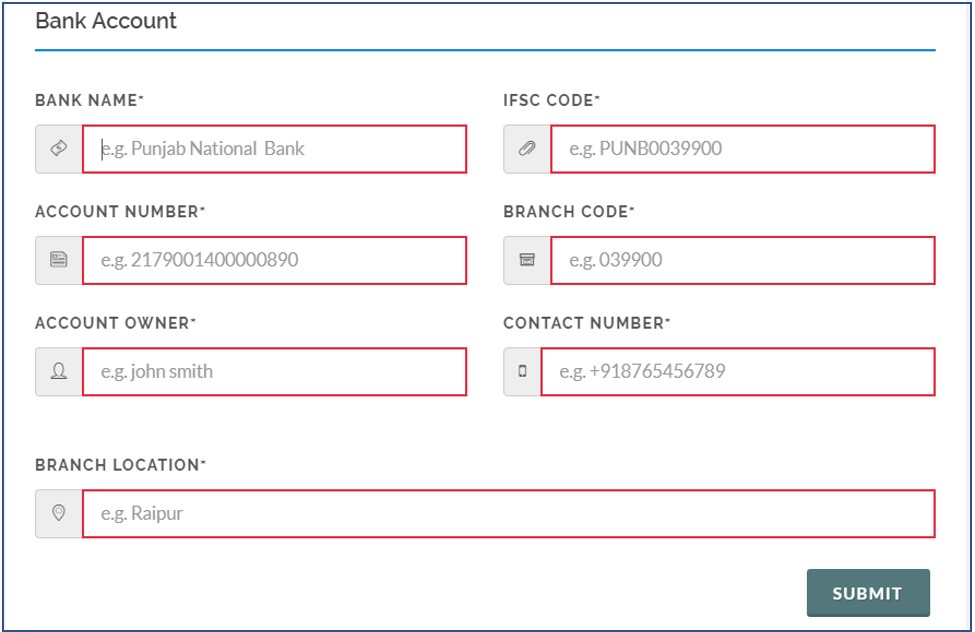 Bank Account
BANK NAME*
IFSC CODE*
e.g. Punjab National Bank
e.g. PUNB0039900
ACCOUNT NUMBER*
BRANCH CODE*
e.g. 2179001400000890
e.g. 039900
ACCOUNT OWNER*
CONTACT NUMBER*
e.g. john smith
e.g. +918765456789
BRANCH LOCATION*
e.g. Raipur
SUBMIT